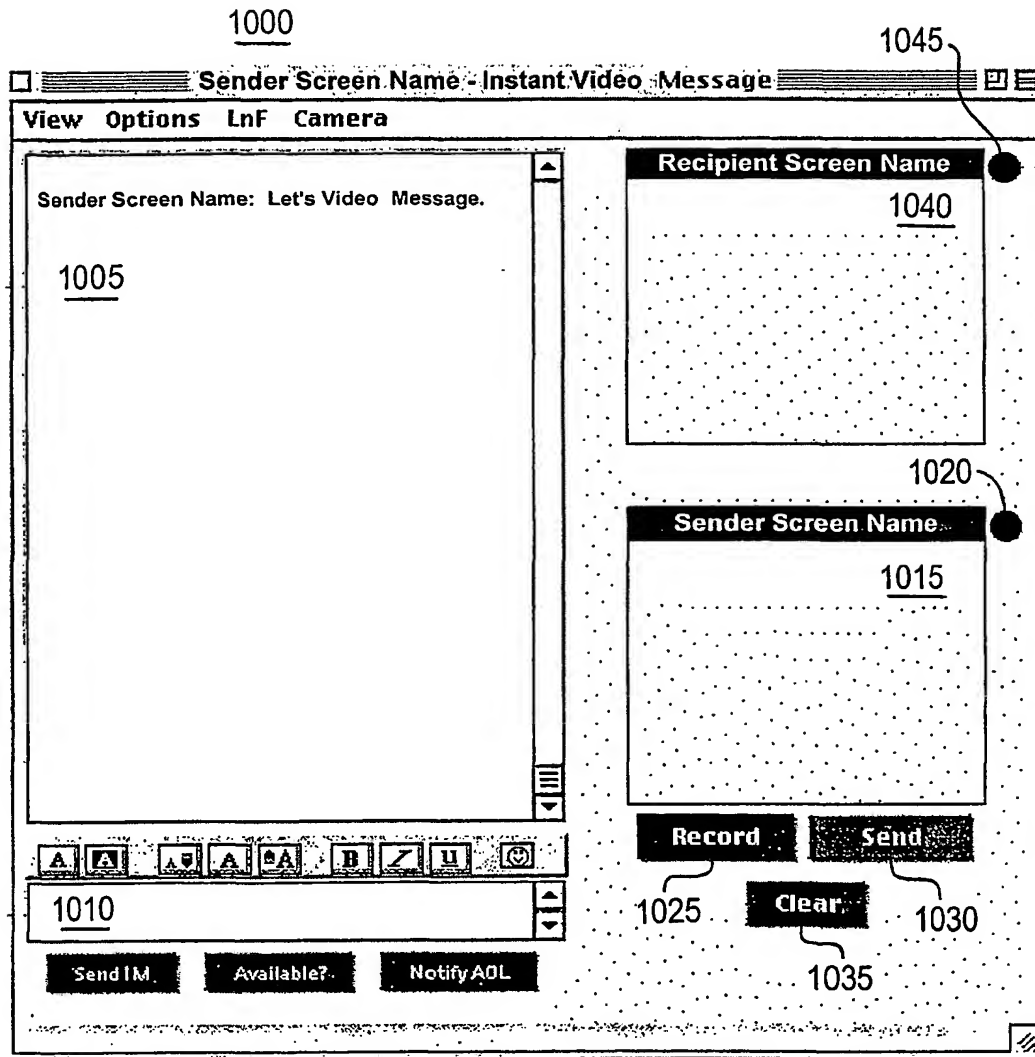 1000
1045
Sender Screen Name - Instant Video Message
View Options LnF Camera
Recipient Screen Name
1040
Sender Screen Name: Let's Video Message.
1005
1020
Sender Screen Name
1015
Record Send
A A A A A B I U
1010
1025 Clear 1030
Send IM Available? Notify AOL
1035